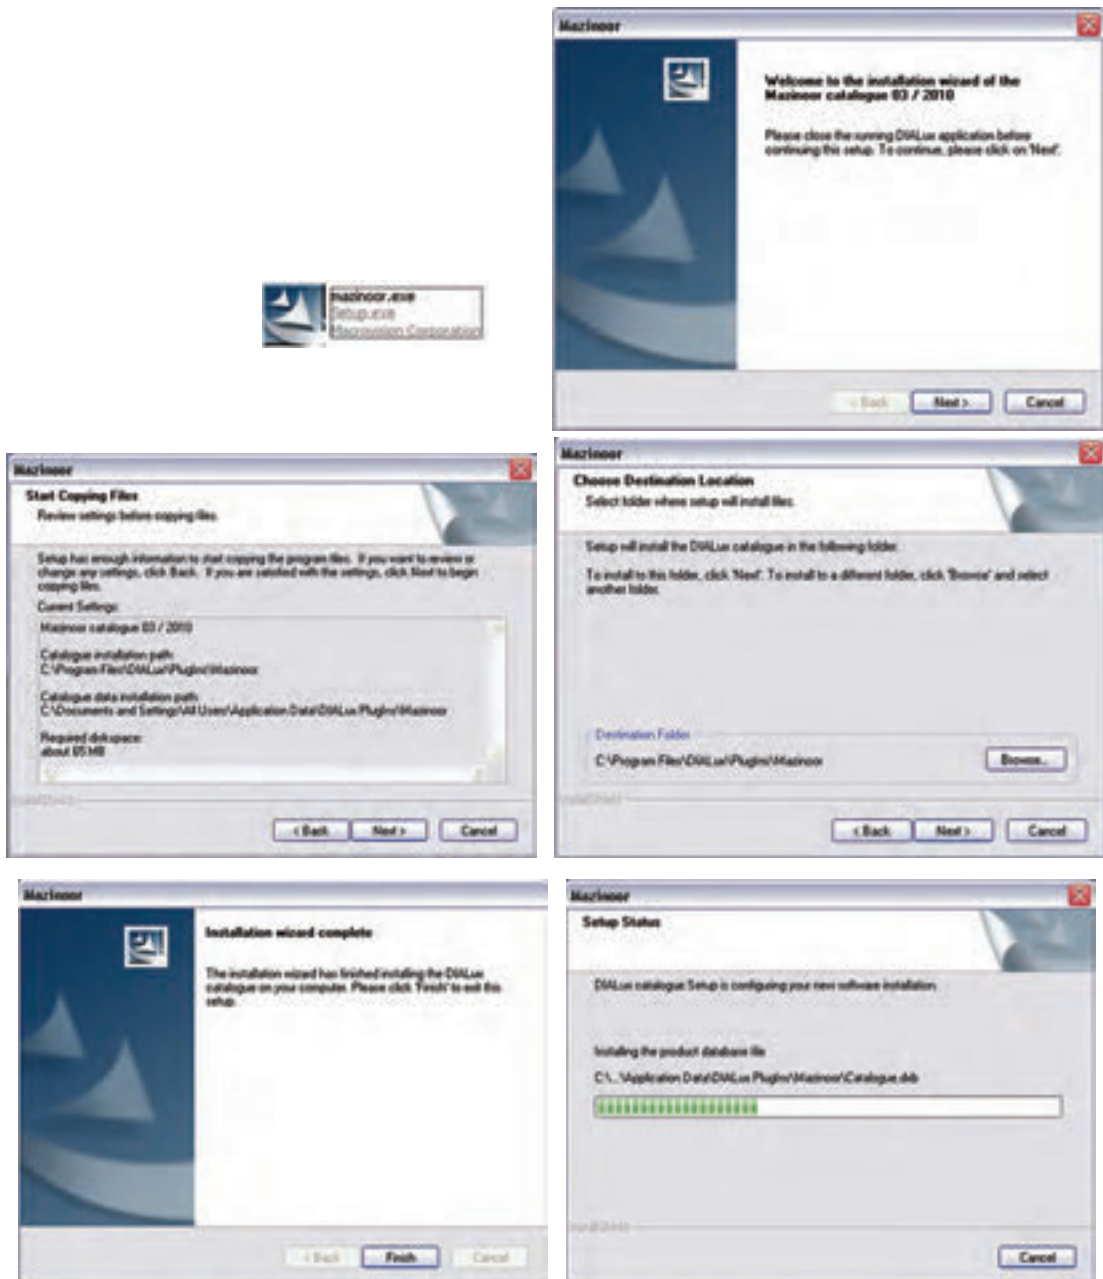 Mazinoor
Welcome to the installation wizard of the
Mazinoor catalogue 03 / 2010
Please close the running DIALux application before
continuing this setup. To continue, please click on 'Next'.
< Back
Next >
Cancel
mazinoor.exe
Setup.exe
Macrovision Corporation
Mazinoor
Start Copying Files
Review settings before copying files.
Setup has enough information to start copying the program files. If you want to review or
change any settings, click Back. If you are satisfied with the settings, click Next to begin
copying files.
Current Settings:
Mazinoor catalogue 03 / 2010
Catalogue installation path:
C:\Program Files\DIALux\PlugIns\Mazinoor
Catalogue data installation path:
C:\Documents and Settings\All Users\Application Data\DIALux PlugIns\Mazinoor
Required diskspace:
about 85 MB
InstallShield
< Back
Next >
Cancel
Mazinoor
Choose Destination Location
Select folder where setup will install files.
Setup will install the DIALux catalogue in the following folder.
To install to this folder, click 'Next'. To install to a different folder, click 'Browse' and select
another folder.
Destination Folder
C:\Program Files\DIALux\PlugIns\Mazinoor
Browse...
InstallShield
< Back
Next >
Cancel
Mazinoor
Installation wizard complete
The installation wizard has finished installing the DIALux
catalogue on your computer. Please click 'Finish' to exit this
setup.
< Back
Finish
Cancel
Mazinoor
Setup Status
DIALux catalogue Setup is configuring your new software installation.
Installing the product database file
C:\...\Application Data\DIALux PlugIns\Mazinoor\Catalogue.dxb
InstallShield
Cancel